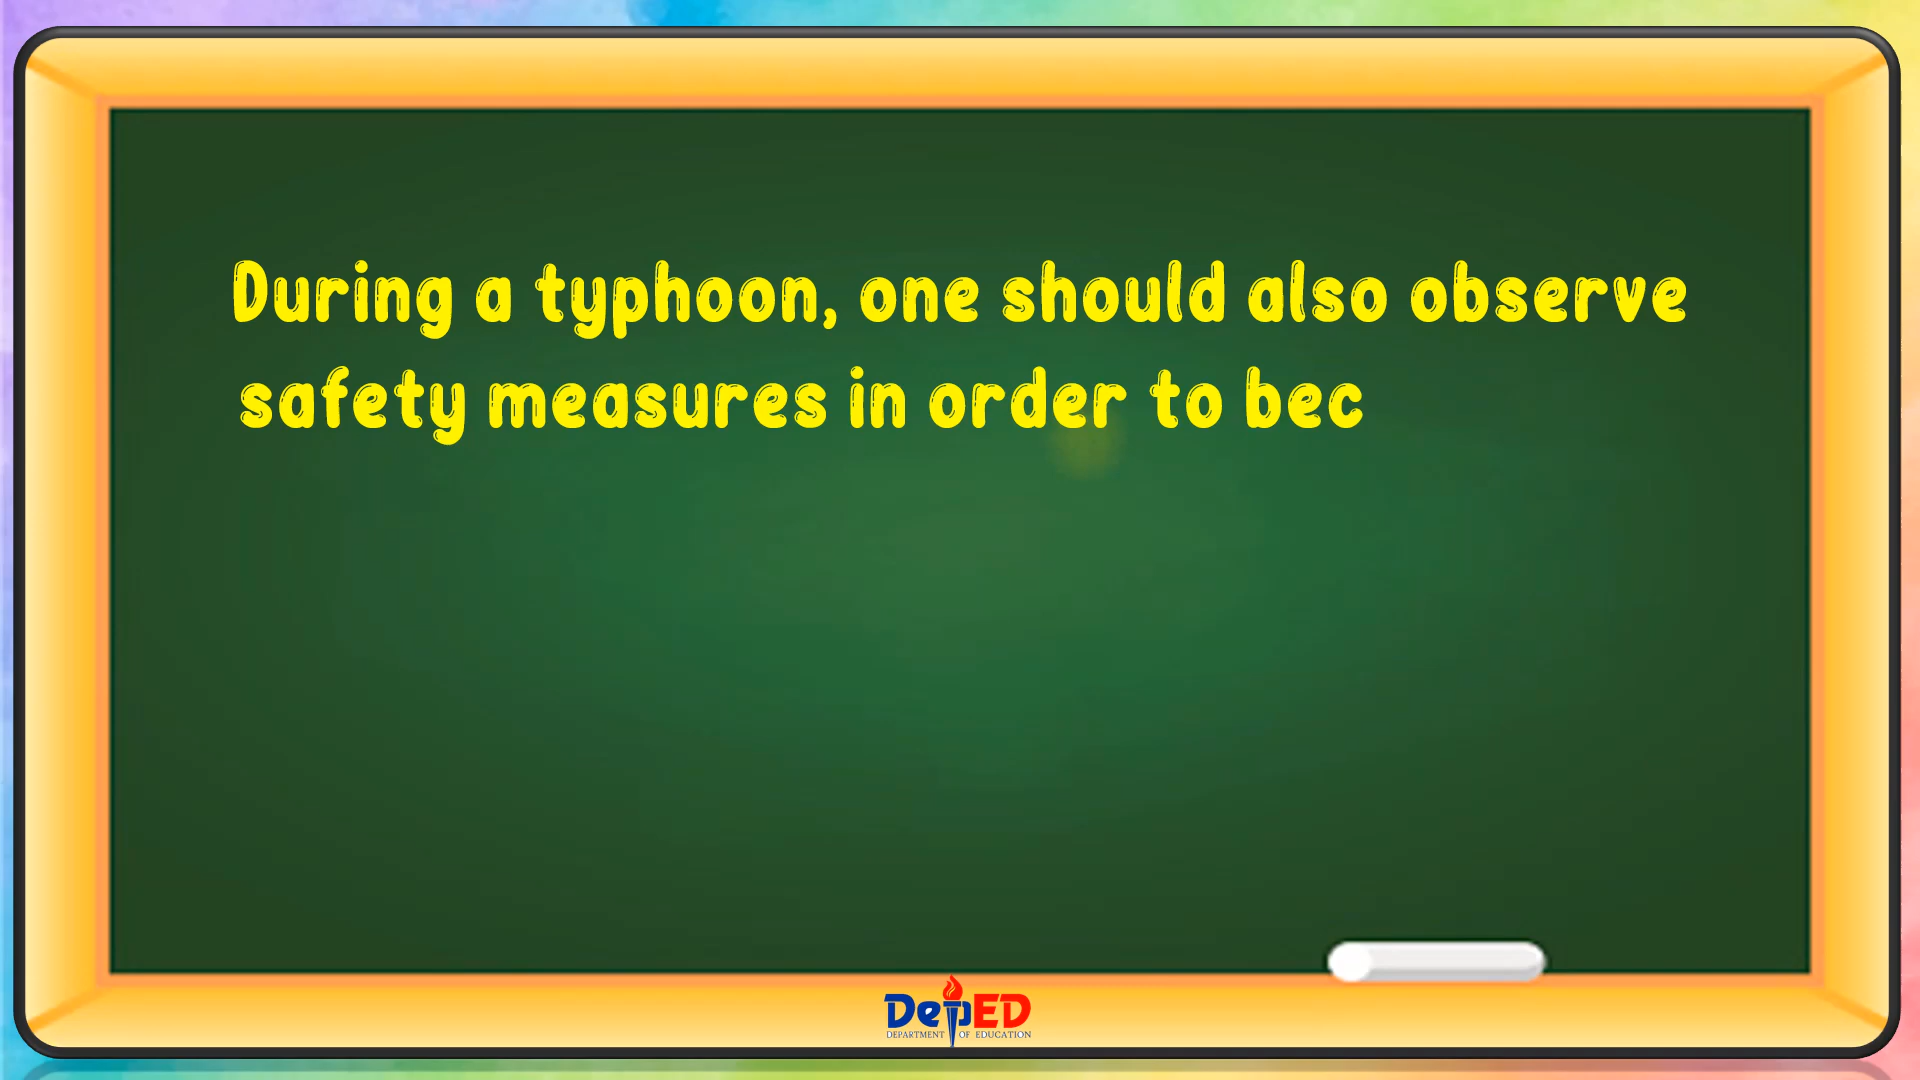 During a typhoon, one should also observe
safety measures in order to bec
DepED
DEPARTMENT OF EDUCATION